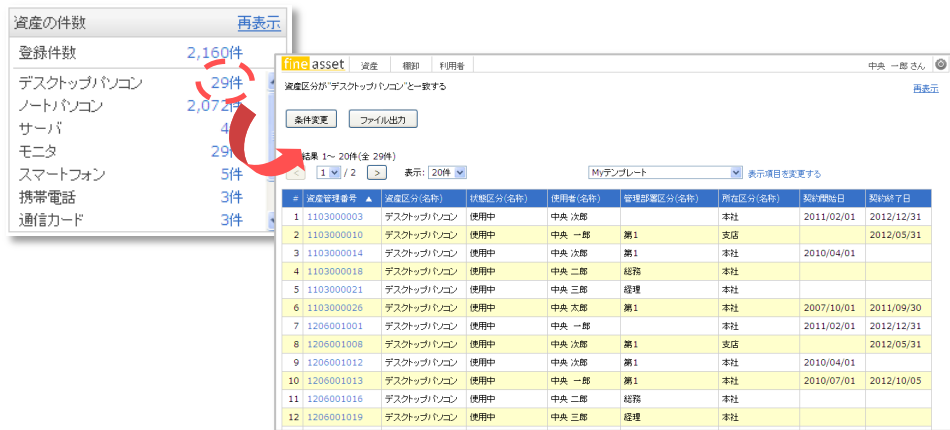 資産の件数 再表示
登録件数 2,160件
デスクトップパソコン 29件
ノートパソコン 2,072件
サーバ 4
モニタ 29件
スマートフォン 5件
携帯電話 3件
通信カード 3件
fine asset 資産 棚卸 利用者 中央 一郎 さん
資産区分が"デスクトップパソコン"と一致する 再表示
条件変更 ファイル出力
結果 1～ 20件(全 29件)
< 1 / 2 > 表示: 20件 Myテンプレート 表示項目を変更する
# 資産管理番号 ▲ 資産区分(名称) 状態区分(名称) 使用者(名称) 管理部署区分(名称) 所在区分(名称) 契約開始日 契約終了日
1 1103000003 デスクトップパソコン 使用中 中央 次郎 本社 2011/02/01 2012/12/31
2 1103000010 デスクトップパソコン 使用中 中央 一郎 第1 支店 2012/05/31
3 1103000014 デスクトップパソコン 使用中 中央 次郎 第1 本社 2010/04/01
4 1103000018 デスクトップパソコン 使用中 中央 二郎 総務 本社
5 1103000021 デスクトップパソコン 使用中 中央 三郎 経理 本社
6 1103000026 デスクトップパソコン 使用中 中央 次郎 第1 本社 2007/10/01 2011/09/30
7 1206001001 デスクトップパソコン 使用中 中央 一郎 本社 2011/02/01 2012/12/31
8 1206001008 デスクトップパソコン 使用中 中央 次郎 第1 支店 2012/05/31
9 1206001012 デスクトップパソコン 使用中 中央 次郎 第1 本社 2010/04/01
10 1206001013 デスクトップパソコン 使用中 中央 一郎 第1 本社 2010/07/01 2012/10/05
11 1206001016 デスクトップパソコン 使用中 中央 二郎 総務 本社
12 1206001019 デスクトップパソコン 使用中 中央 三郎 経理 本社